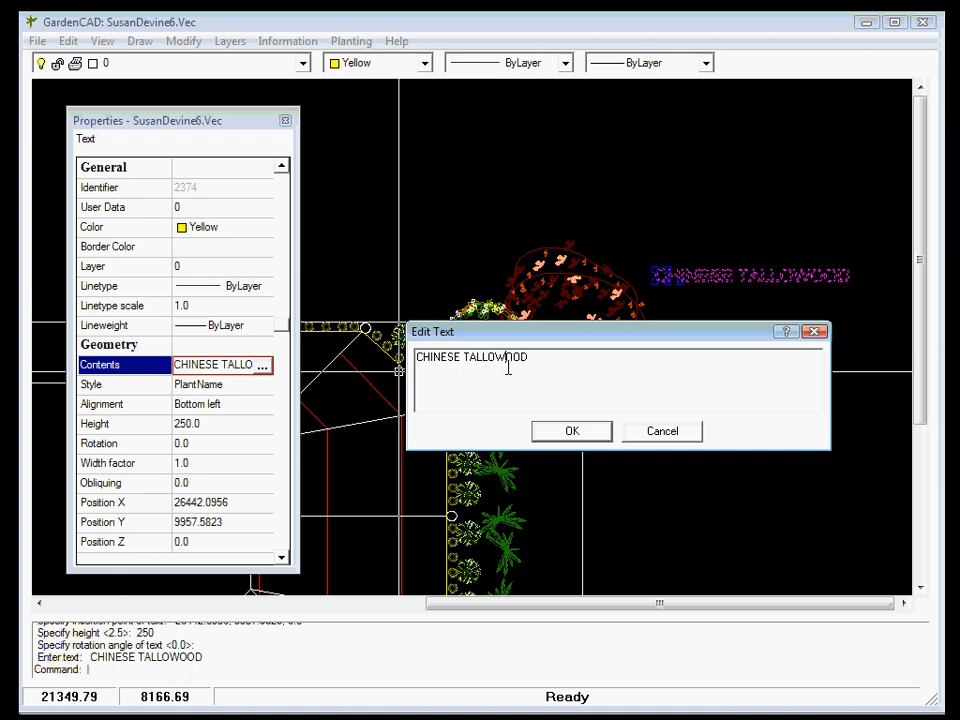 GardenCAD: SusanDevine6.Vec
File Edit View Draw Modify Layers Information Planting Help
0 Yellow ByLayer ByLayer
Properties - SusanDevine6.Vec
Text
General
Identifier 2374
User Data 0
Color Yellow
Border Color
Layer 0
Linetype ByLayer
Linetype scale 1.0
Lineweight ByLayer
Geometry
Contents CHINESE TALLO ...
Style PlantName
Alignment Bottom left
Height 250.0
Rotation 0.0
Width factor 1.0
Obliquing 0.0
Position X 26442.0956
Position Y 9957.5823
Position Z 0.0
CHINESE TALLOWOOD
Edit Text
CHINESE TALLOWOOD
OK Cancel
Specify height <2.5>: 250
Specify rotation angle of text <0.0>:
Enter text: CHINESE TALLOWOOD
Command:
21349.79 8166.69 Ready